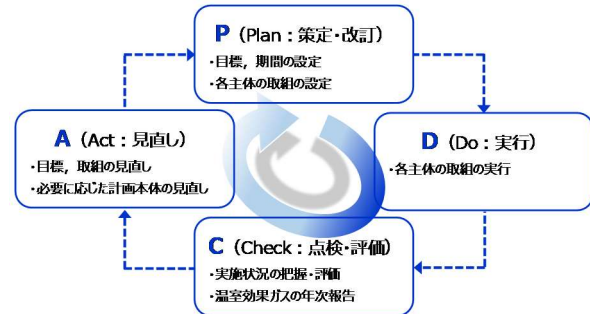 P（Plan：策定・改訂）
・目標，期間の設定
・各主体の取組の設定
A（Act：見直し）
・目標，取組の見直し
・必要に応じた計画本体の見直し
D（Do：実行）
・各主体の取組の実行
C（Check：点検・評価）
・実施状況の把握・評価
・温室効果ガスの年次報告